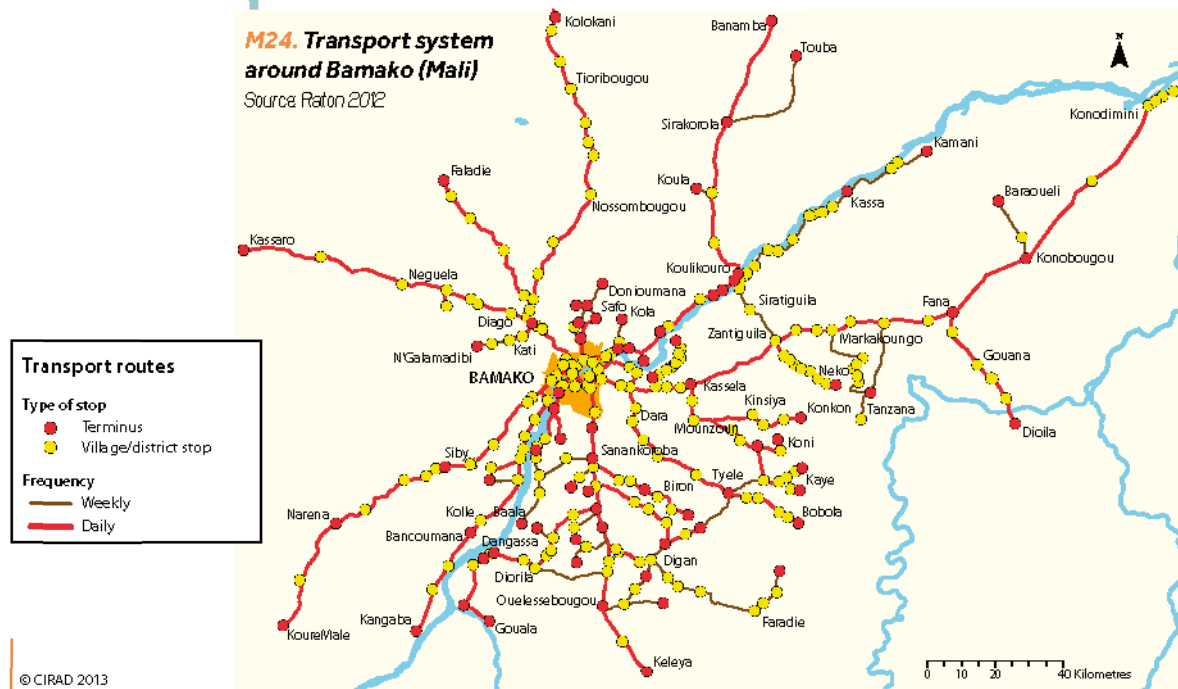 M24. Transport system
around Bamako (Mali)
Source Raton 2012
Kolokani
Banamba
Touba
Tioribougou
Konodimini
Sirakorola
Kamani
Faladie
Koula
Baraoueli
Kassa
Nossombougou
Kassaro
Konobougou
Koulikouro
Neguela
Donioumana
Siratiguila
Safo
Kola
Fana
Diago
Zantiguila
Markakoungo
Kati
N'Galamadibi
Gouana
BAMAKO
Neko
Kassela
Kinsiya
Konkon
Tanzana
Dara
Mounzoun
Dioila
Koni
Siby
Sanankoroba
Tyele
Kaye
Biron
Narena
Kolle
Baala
Bobola
Bancoumana
Dangassa
Digan
Diorila
Ouelessebougou
Faradie
KoureMale
Kangaba
Gouala
Keleya
Transport routes
Type of stop
Terminus
Village/district stop
Frequency
Weekly
Daily
0 10 20 40 Kilometres
© CIRAD 2013